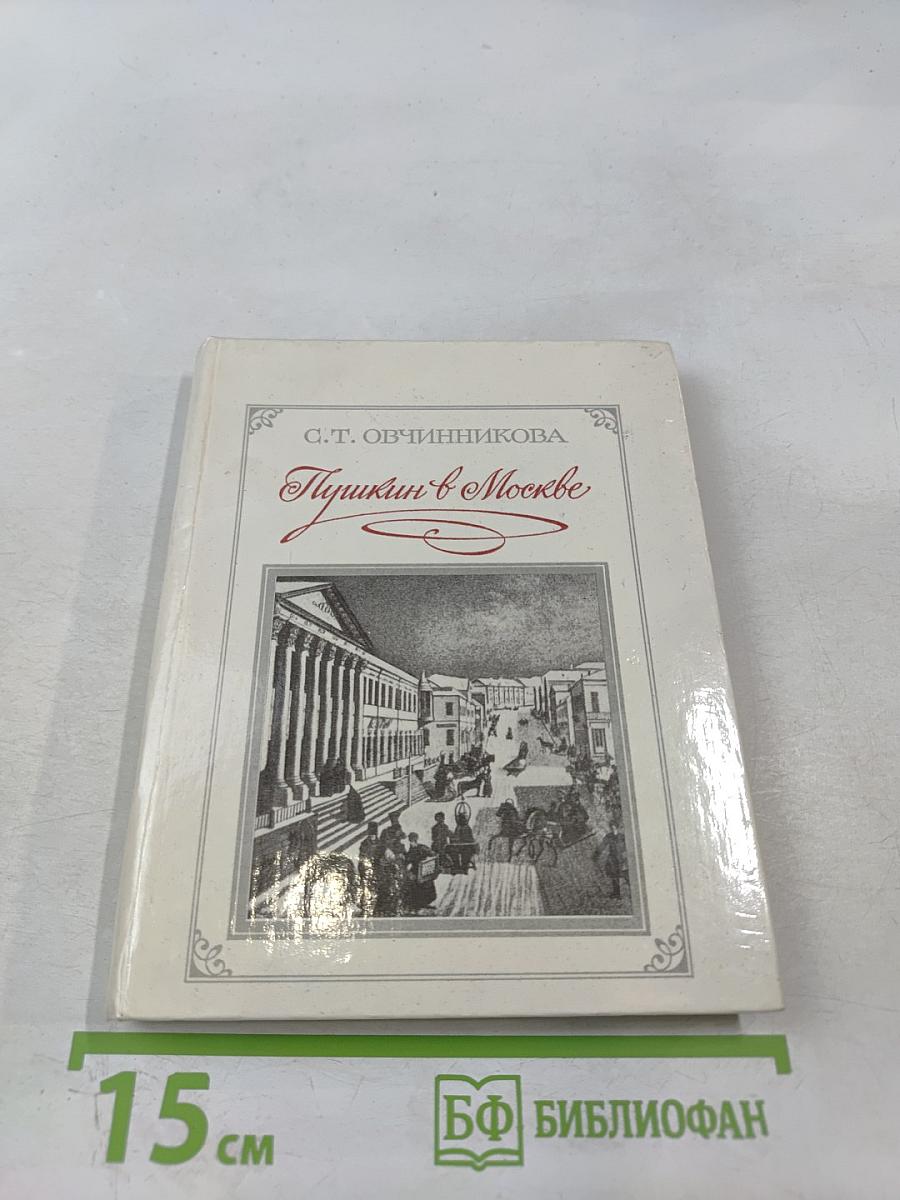 С.Т. ОВЧИННИКОВА
Пушкин в Москве
15 см
БФ БИБЛИОФАН